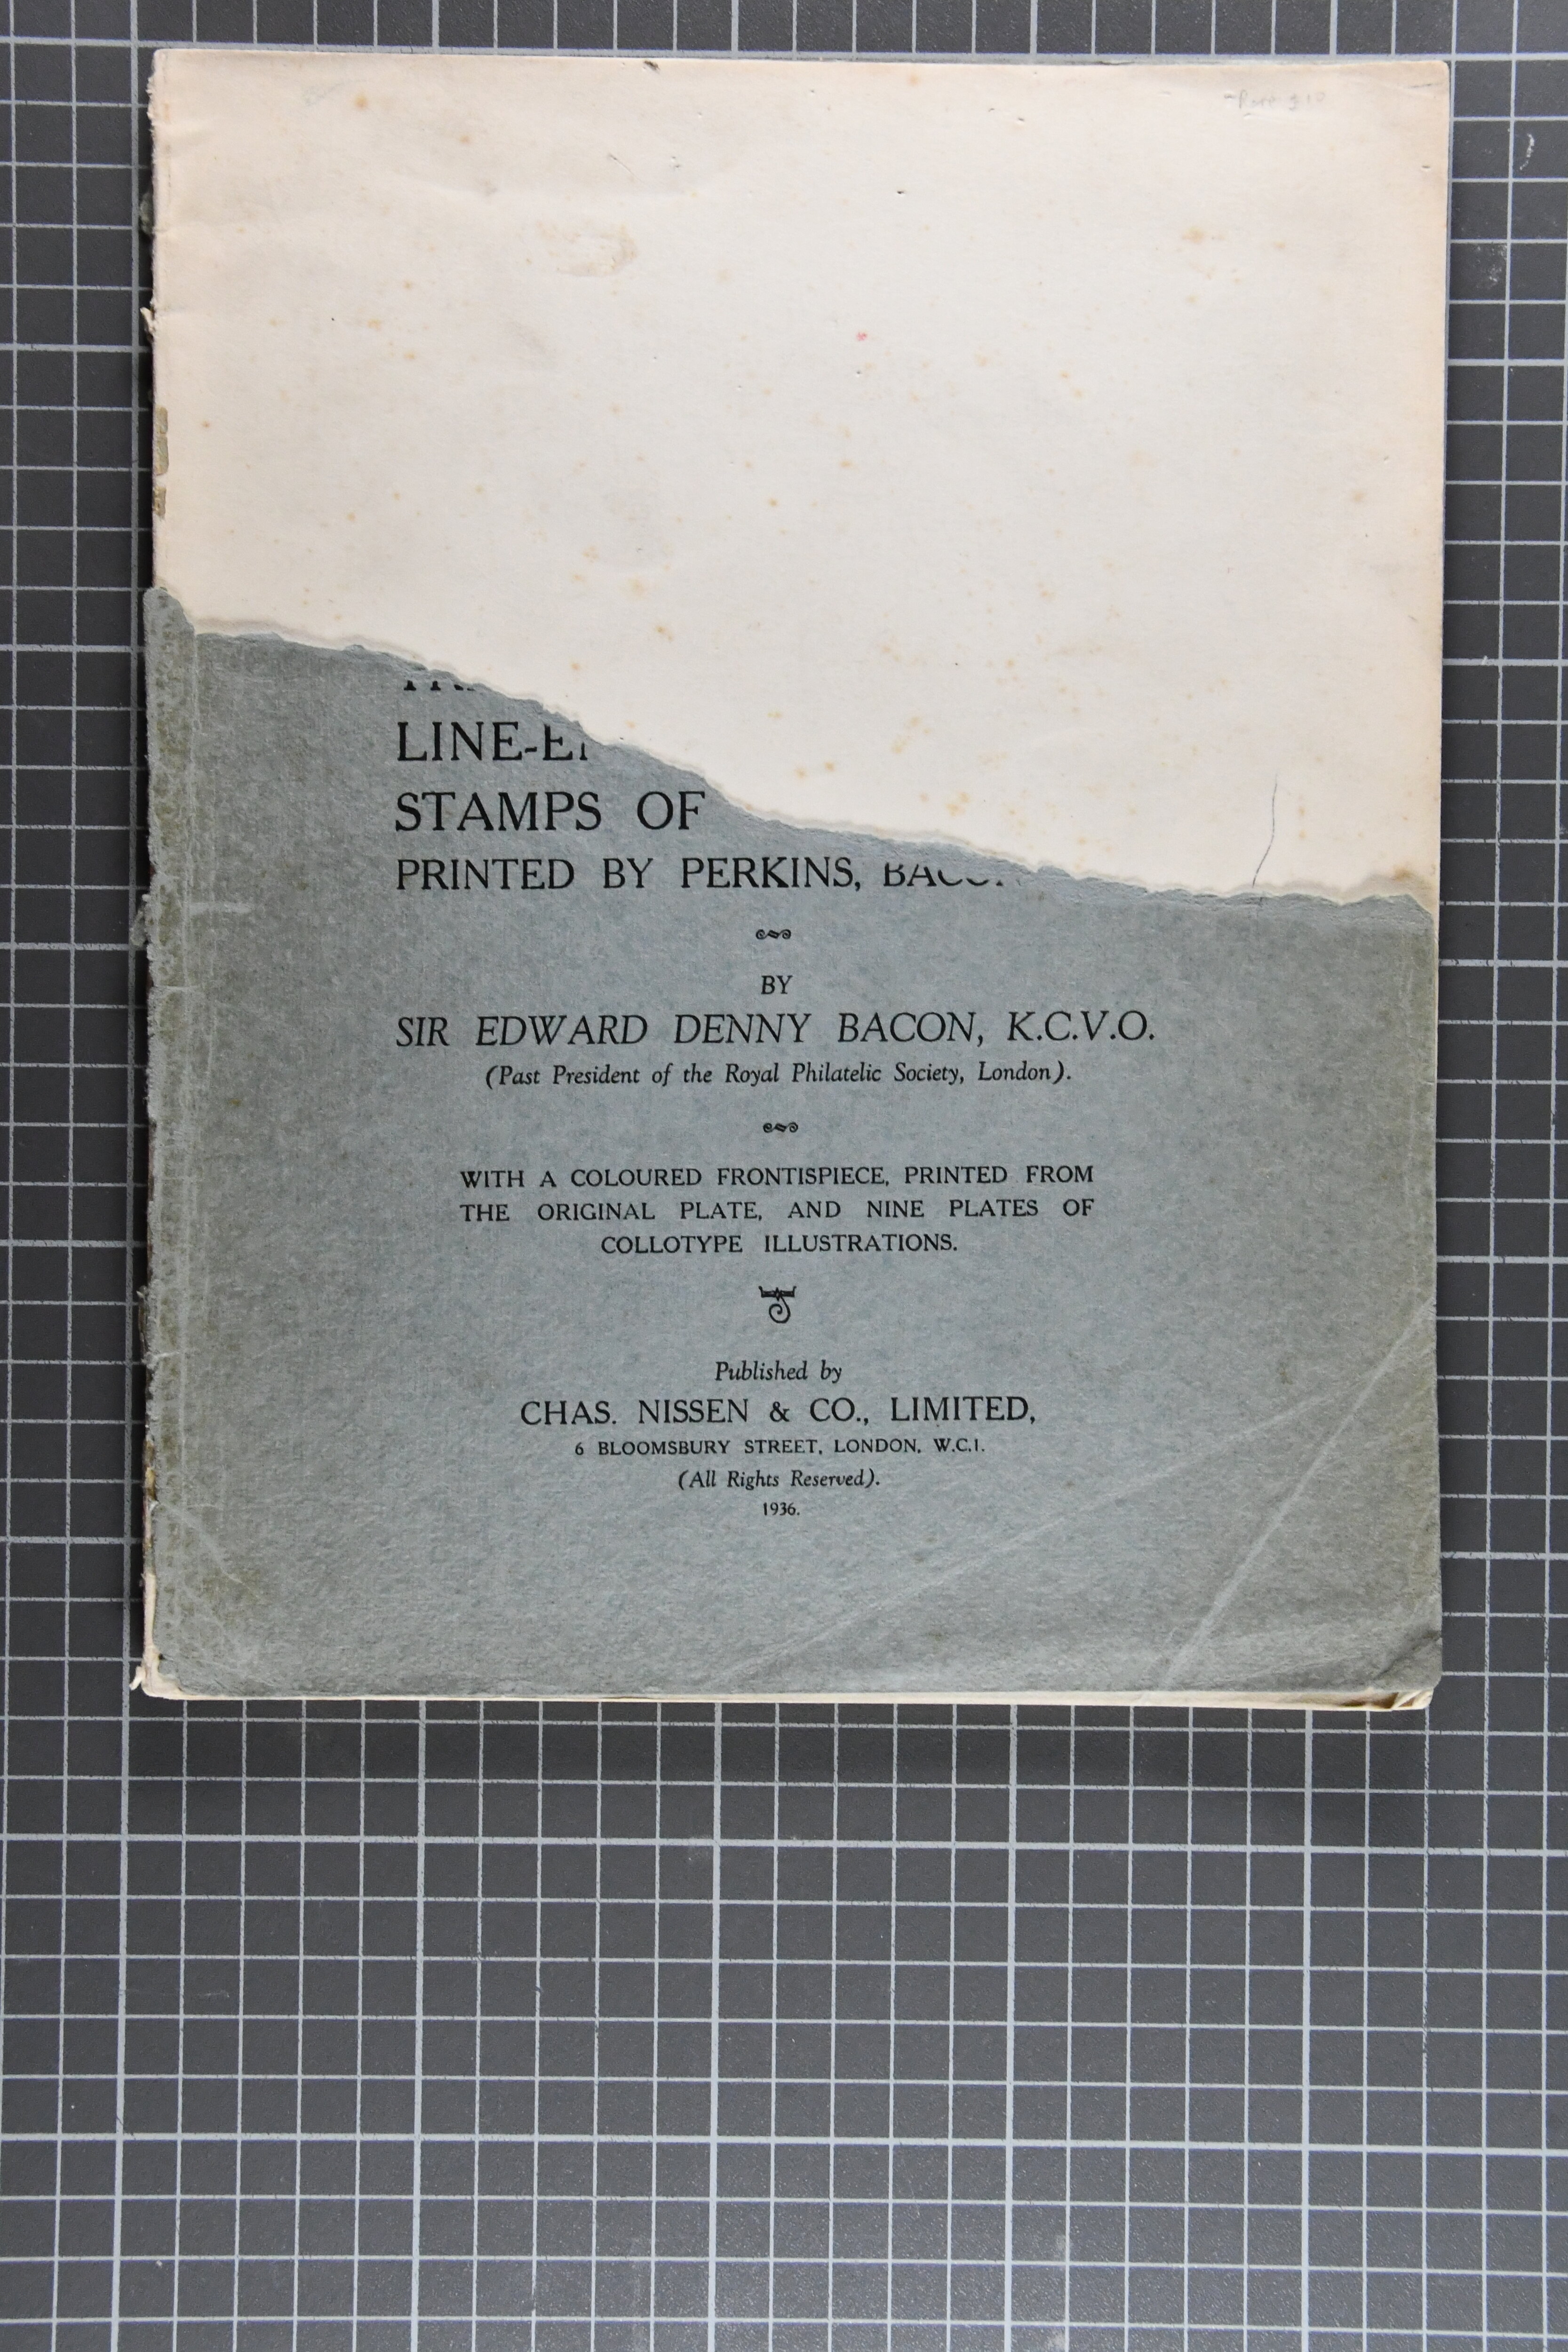 LINE-E
STAMPS OF
PRINTED BY PERKINS, BACON
BY
SIR EDWARD DENNY BACON, K.C.V.O.
(Past President of the Royal Philatelic Society, London).
WITH A COLOURED FRONTISPIECE, PRINTED FROM
THE ORIGINAL PLATE, AND NINE PLATES OF
COLLOTYPE ILLUSTRATIONS.
Published by
CHAS. NISSEN & CO., LIMITED,
6 BLOOMSBURY STREET, LONDON, W.C.1.
(All Rights Reserved).
1936.